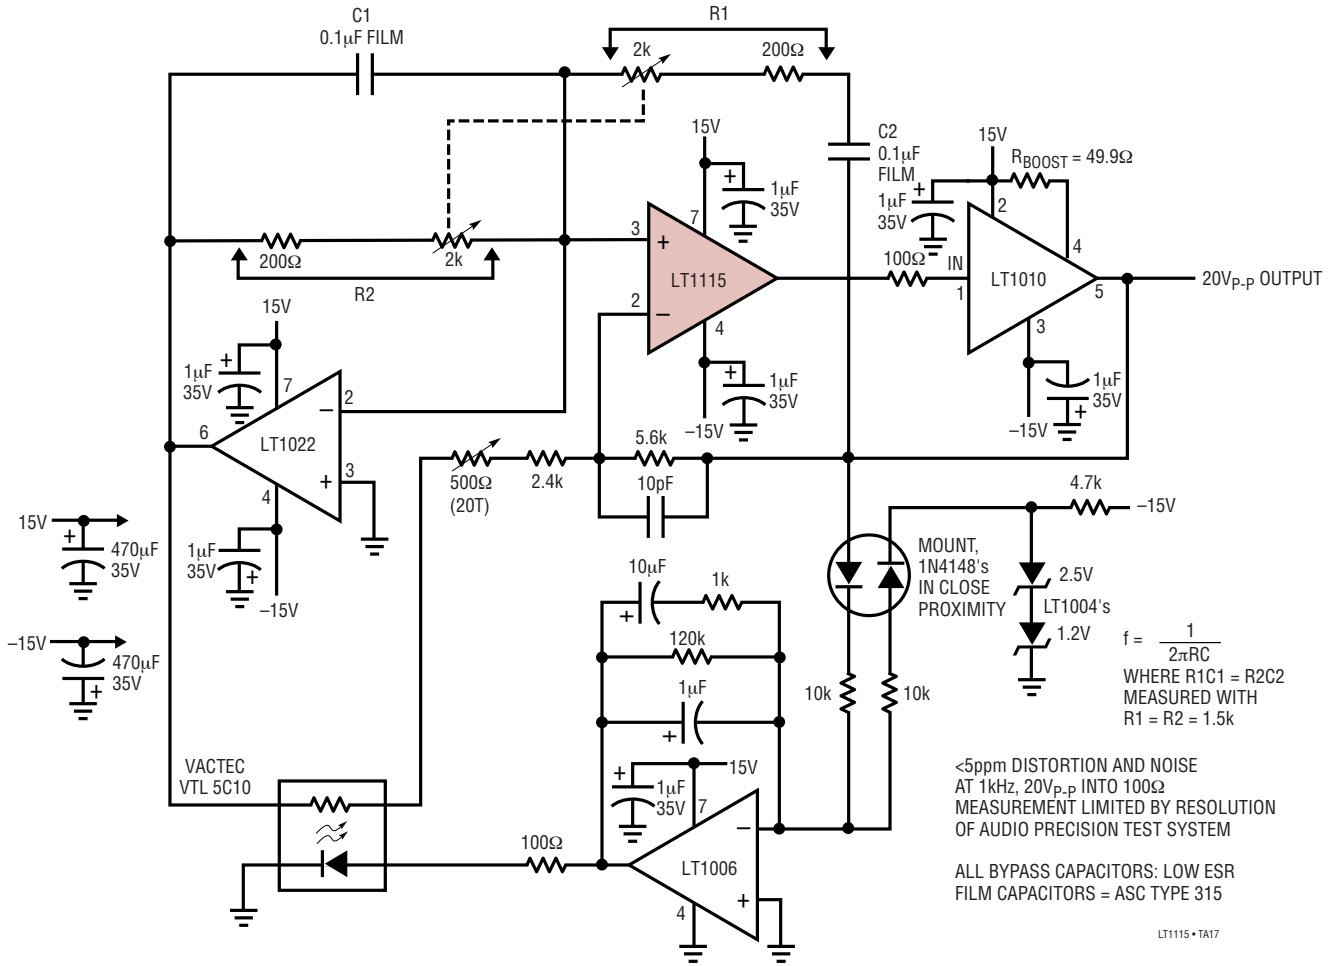 C1
0.1µF FILM
R1
2k
200Ω
15V
C2
0.1µF
FILM
15V
RBOOST = 49.9Ω
+
1µF
35V
+
1µF
35V
7
2
4
3
+
LT1115
2
–
4
100Ω
IN
1
LT1010
5
3
20VP-P OUTPUT
200Ω
2k
R2
15V
+
1µF
35V
7
2
–
6
LT1022
3
+
4
+
1µF
35V
–15V
1µF
35V
+
–15V
5.6k
10pF
500Ω
(20T)
2.4k
4.7k
–15V
15V
+
470µF
35V
1µF
35V
+
–15V
–15V
470µF
35V
+
10µF
+
1k
120k
1µF
+
MOUNT,
1N4148's
IN CLOSE
PROXIMITY
2.5V
LT1004's
1.2V
10k
10k
f = 1
2πRC
WHERE R1C1 = R2C2
MEASURED WITH
R1 = R2 = 1.5k
VACTEC
VTL 5C10
+
1µF
35V
15V
7
–
LT1006
+
4
100Ω
<5ppm DISTORTION AND NOISE
AT 1kHz, 20VP-P INTO 100Ω
MEASUREMENT LIMITED BY RESOLUTION
OF AUDIO PRECISION TEST SYSTEM
ALL BYPASS CAPACITORS: LOW ESR
FILM CAPACITORS = ASC TYPE 315
LT1115 • TA17